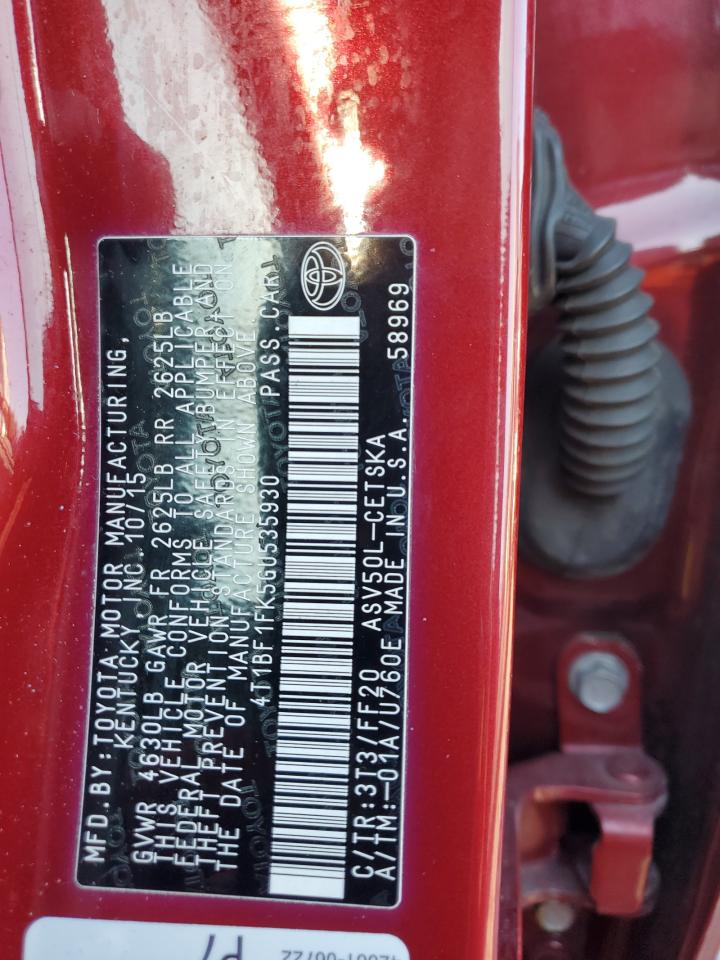 MFD.BY:TOYOTA MOTOR MANUFACTURING,
KENTUCKY, INC. 10/15
GVWR 4630LB GAWR FR 2625LB RR 2625LB
THIS VEHICLE CONFORMS TO ALL APPLICABLE
FEDERAL MOTOR VEHICLE SAFETY, BUMPER, AND
THEFT PREVENTION STANDARDS IN EFFECT ON
THE DATE OF MANUFACTURE SHOWN ABOVE.
4T1BF1FK5GU535930 PASS.CAR
C/TR:3T3/FF20 ASV50L-CETSKA
A/TM:-01A/U760E MADE IN U.S.A. 58969